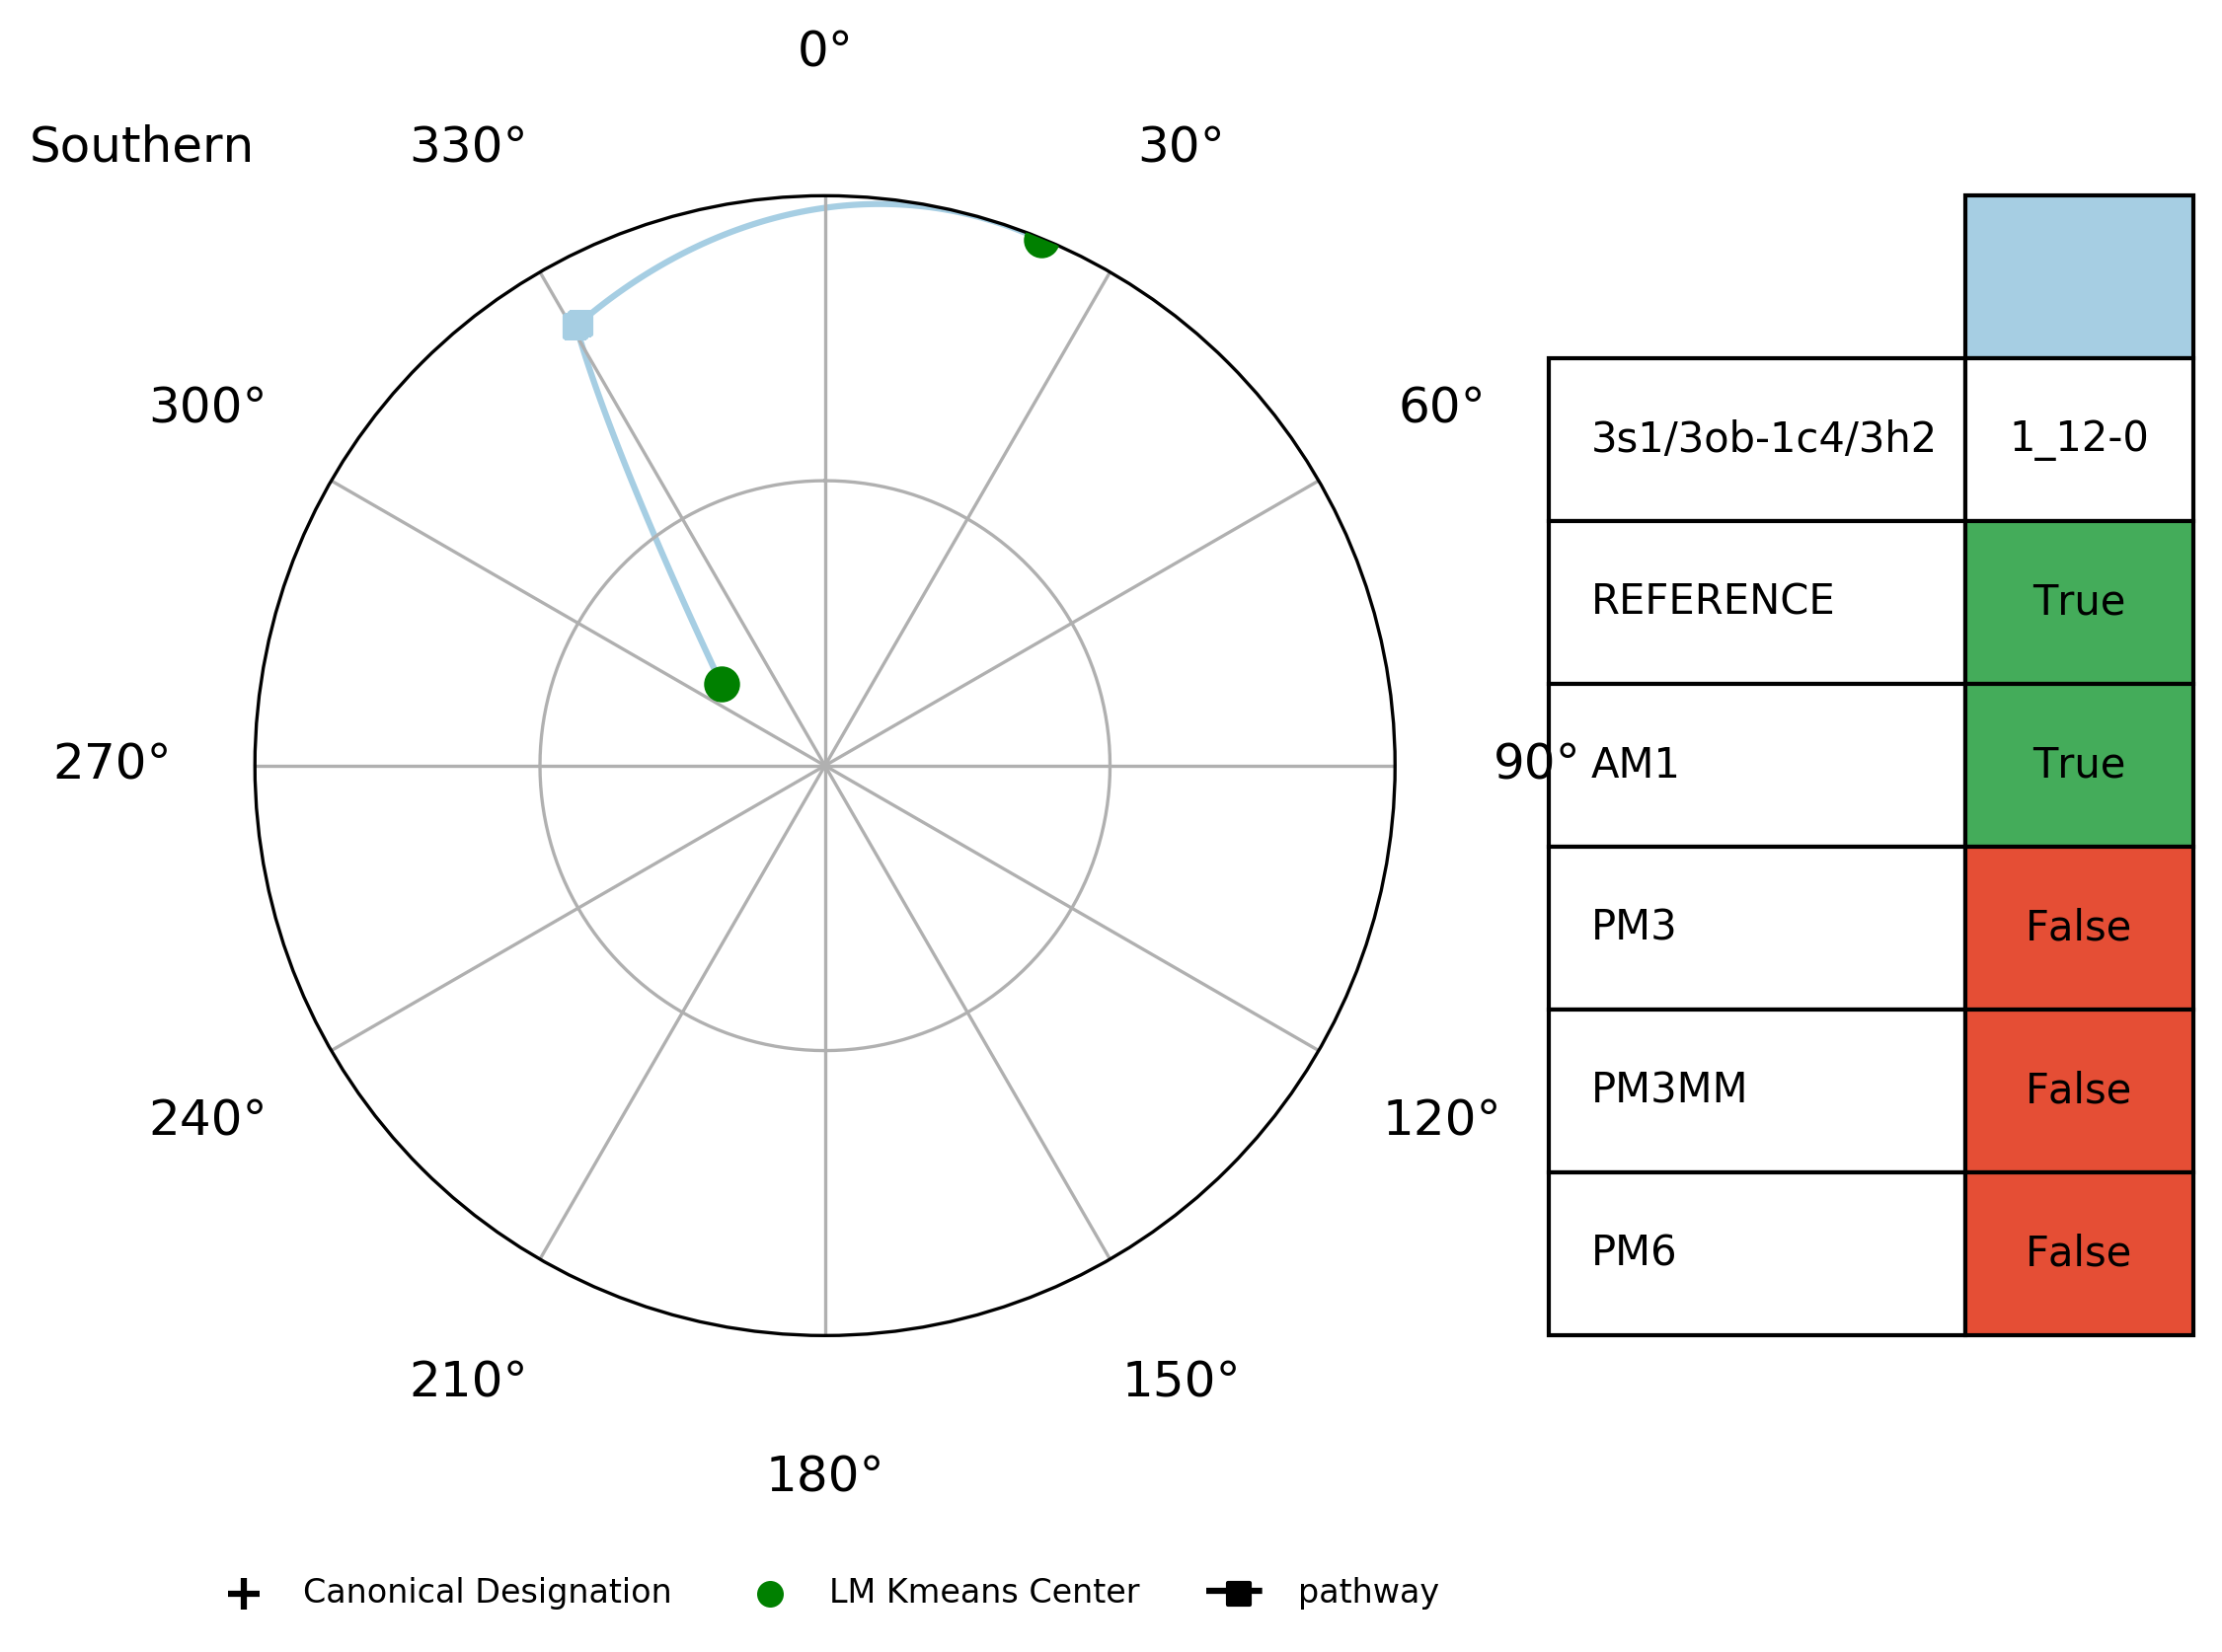 0°
Southern
330°
30°
300°
60°
3s1/3ob-1c4/3h2 1_12-0
REFERENCE True
270°
90°
AM1 True
PM3 False
240°
120°
PM3MM False
PM6 False
210°
150°
180°
Canonical Designation
LM Kmeans Center
pathway